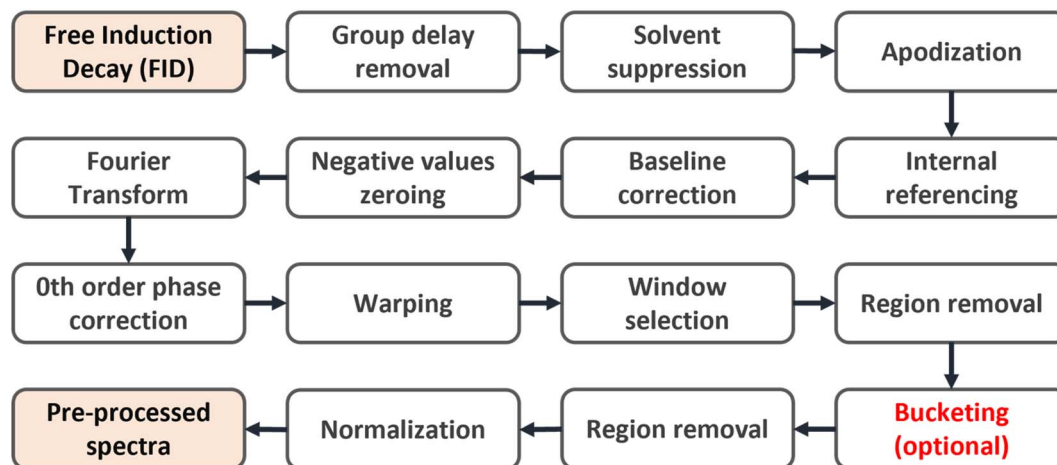 Free Induction
Decay (FID)
Group delay
removal
Solvent
suppression
Apodization
Internal
referencing
Baseline
correction
Negative values
zeroing
Fourier
Transform
0th order phase
correction
Warping
Window
selection
Region removal
Bucketing
(optional)
Region removal
Normalization
Pre-processed
spectra